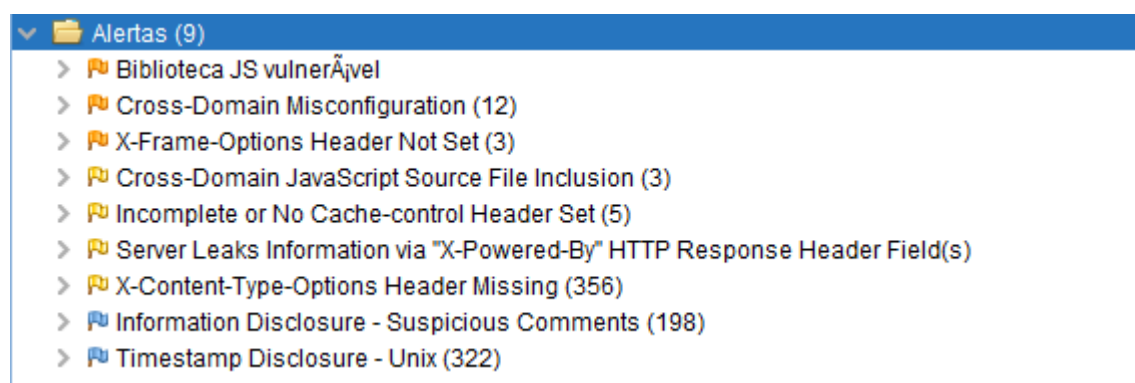 Alertas (9)
Biblioteca JS vulnerÃ¡vel
Cross-Domain Misconfiguration (12)
X-Frame-Options Header Not Set (3)
Cross-Domain JavaScript Source File Inclusion (3)
Incomplete or No Cache-control Header Set (5)
Server Leaks Information via "X-Powered-By" HTTP Response Header Field(s)
X-Content-Type-Options Header Missing (356)
Information Disclosure - Suspicious Comments (198)
Timestamp Disclosure - Unix (322)